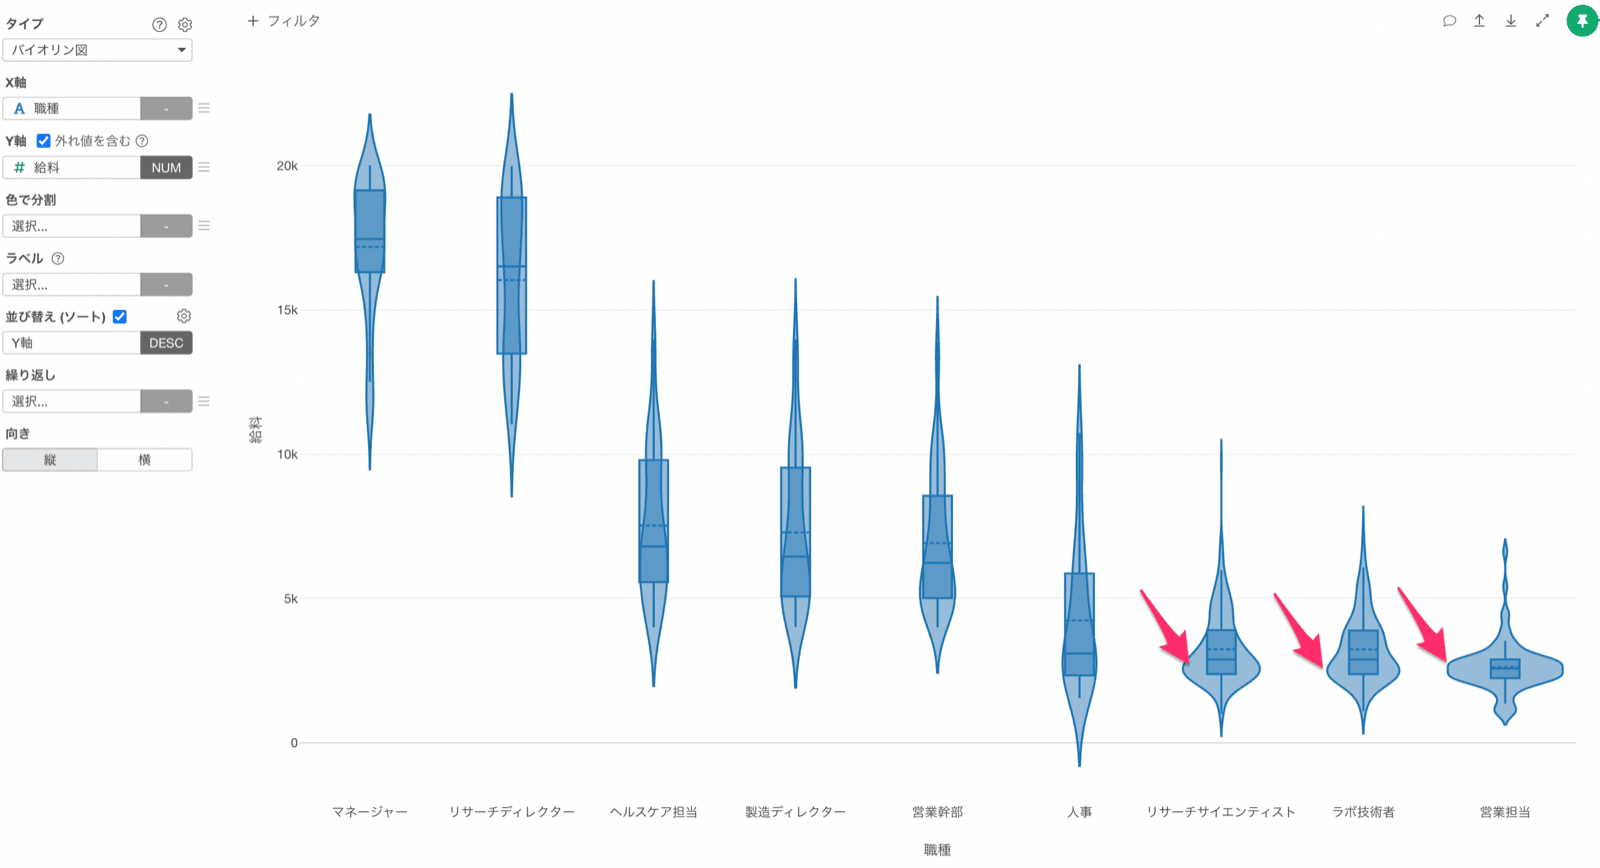 タイプ
バイオリン図
X軸
A 職種 -
Y軸 外れ値を含む ?
# 給料 NUM
色で分割
選択... -
ラベル ?
選択... -
並び替え (ソート)
Y軸 DESC
繰り返し
選択... -
向き
縦 横
+ フィルタ
給料
20k
15k
10k
5k
0
マネージャー リサーチディレクター ヘルスケア担当 製造ディレクター 営業幹部 人事 リサーチサイエンティスト ラボ技術者 営業担当
職種